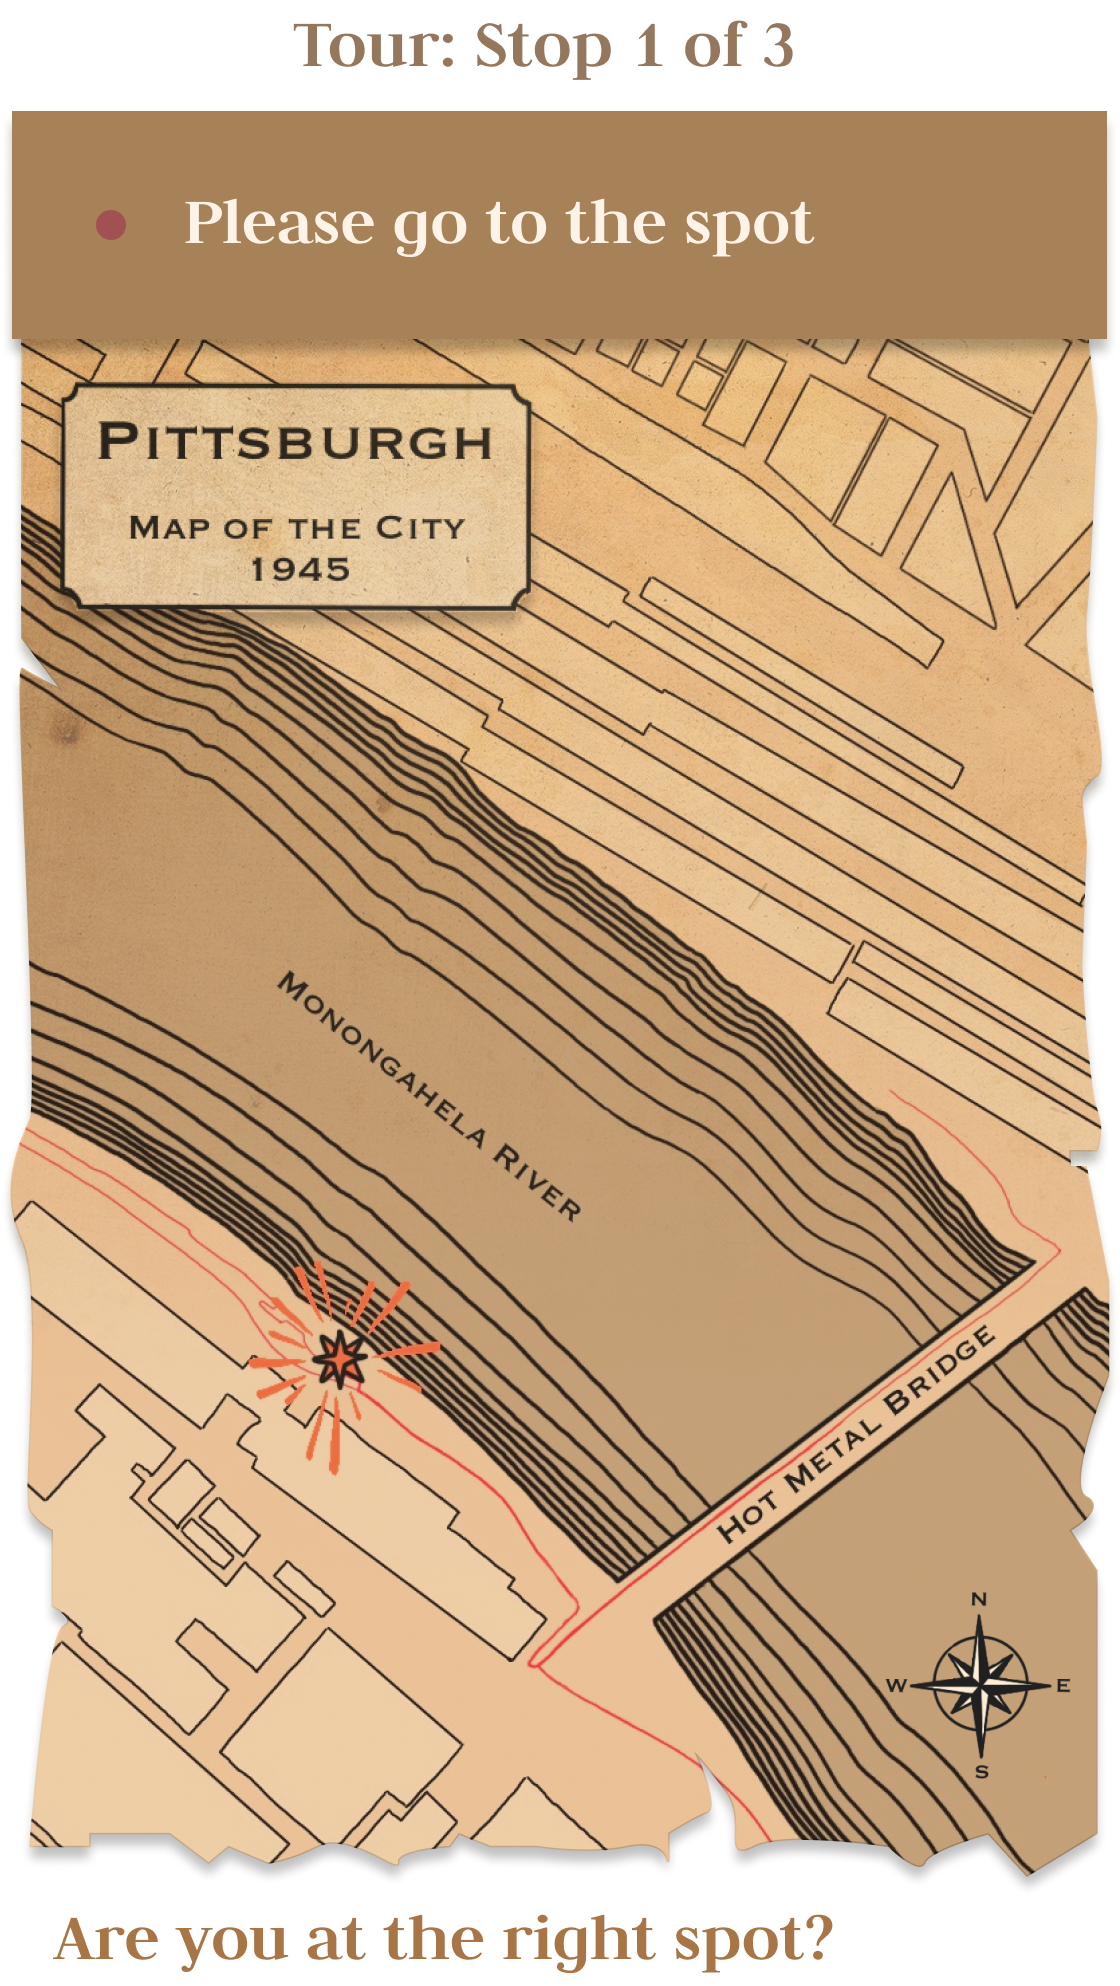 Tour: Stop 1 of 3
Please go to the spot
PITTSBURGH
MAP OF THE CITY
1945
MONONGAHELA RIVER
HOT METAL BRIDGE
N
W E
S
Are you at the right spot?